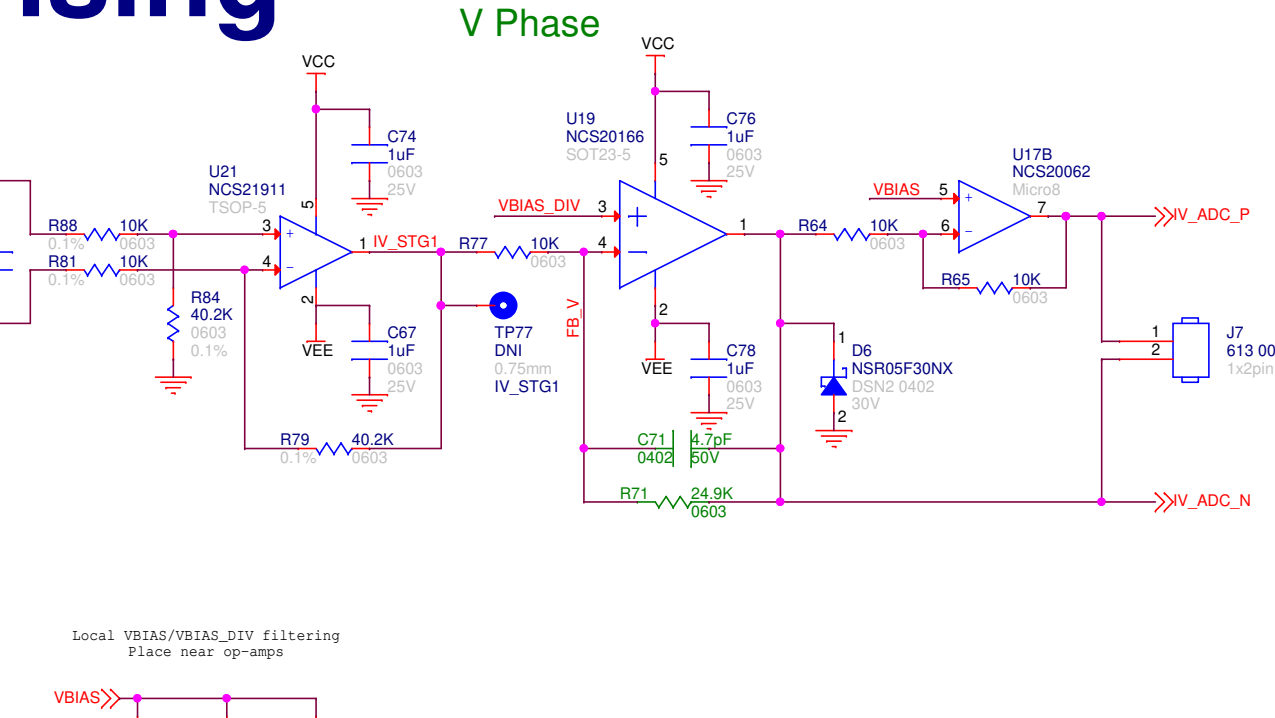 V Phase
VCC
VCC
C74
1uF
0603
25V
U19
NCS20166
SOT23-5
5
C76
1uF
0603
25V
U21
NCS21911
TSOP-5
5
U17B
NCS20062
Micro8
VBIAS_DIV
3
+
VBIAS
5
+
7
IV_ADC_P
R88
10K
0.1%
0603
3
+
1
IV_STG1
R77
10K
0603
4
−
1
R64
10K
0603
6
−
R81
10K
0.1%
0603
4
−
R65
10K
0603
R84
40.2K
0603
0.1%
2
VEE
C67
1uF
0603
25V
TP77
DNI
0.75mm
IV_STG1
FB_V
2
VEE
C78
1uF
0603
25V
1
D6
NSR05F30NX
DSN2 0402
30V
2
1
2
J7
613 00
1x2pin
R79
40.2K
0.1%
0603
C71
4.7pF
0402
50V
R71
24.9K
0603
IV_ADC_N
Local VBIAS/VBIAS_DIV filtering
Place near op-amps
VBIAS